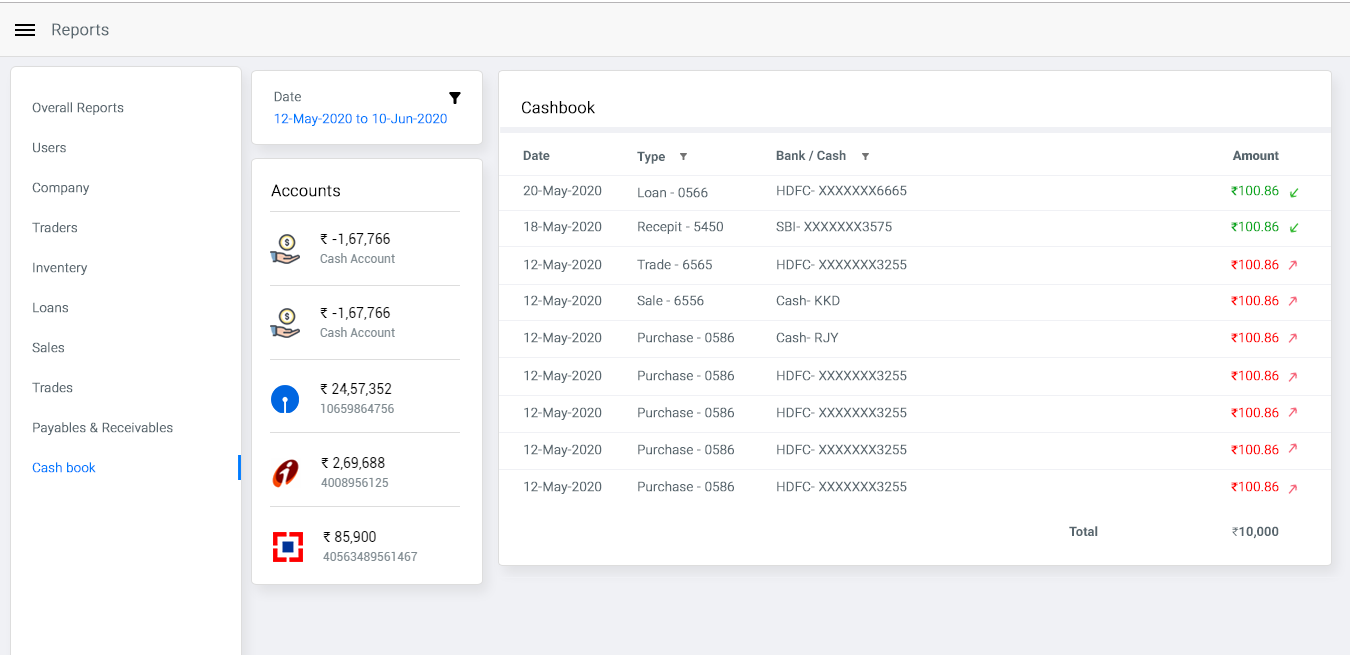 Reports
Overall Reports
Users
Company
Traders
Inventory
Loans
Sales
Trades
Payables & Receivables
Cash book
Date
12-May-2020 to 10-Jun-2020
Accounts
₹ -1,67,766
Cash Account
₹ -1,67,766
Cash Account
₹ 24,57,352
10659864756
₹ 2,69,688
4008956125
₹ 85,900
40563489561467
Cashbook
Date Type Bank / Cash Amount
20-May-2020 Loan - 0566 HDFC- XXXXXXX6665 ₹100.86
18-May-2020 Recepit - 5450 SBI- XXXXXXX3575 ₹100.86
12-May-2020 Trade - 6565 HDFC- XXXXXXX3255 ₹100.86
12-May-2020 Sale - 6556 Cash- KKD ₹100.86
12-May-2020 Purchase - 0586 Cash- RJY ₹100.86
12-May-2020 Purchase - 0586 HDFC- XXXXXXX3255 ₹100.86
12-May-2020 Purchase - 0586 HDFC- XXXXXXX3255 ₹100.86
12-May-2020 Purchase - 0586 HDFC- XXXXXXX3255 ₹100.86
12-May-2020 Purchase - 0586 HDFC- XXXXXXX3255 ₹100.86
Total ₹10,000